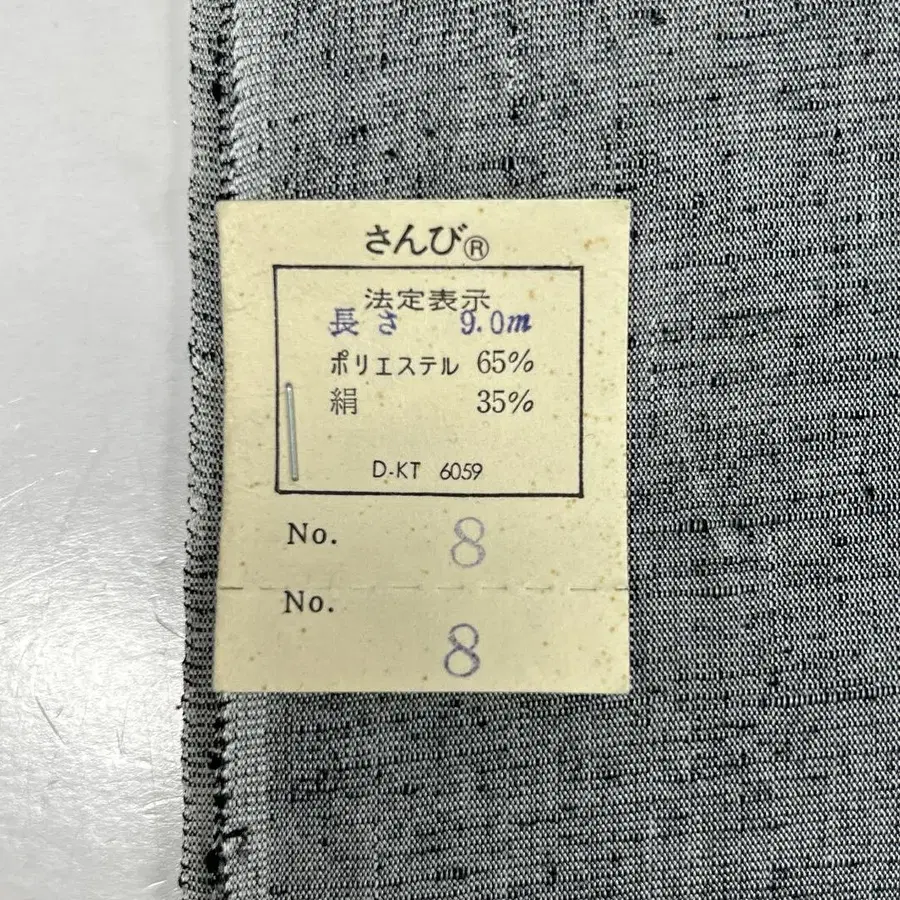 さんび®
法定表示
長さ 9.0m
ポリエステル 65%
絹 35%
D-KT 6059
No. 8
No. 8